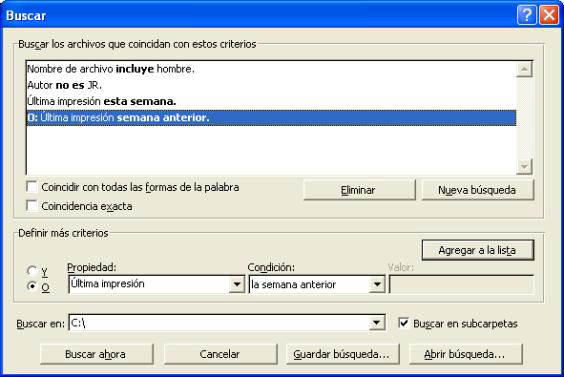 Buscar
Buscar los archivos que coincidan con estos criterios
Nombre de archivo incluye hombre.
Autor no es JR.
Última impresión esta semana.
O: Última impresión semana anterior.
Coincidir con todas las formas de la palabra
Eliminar
Nueva búsqueda
Coincidencia exacta
Definir más criterios
Agregar a la lista
Y
O
Propiedad:
Condición:
Valor:
Última impresión
la semana anterior
Buscar en:
C:\
Buscar en subcarpetas
Buscar ahora
Cancelar
Guardar búsqueda...
Abrir búsqueda...